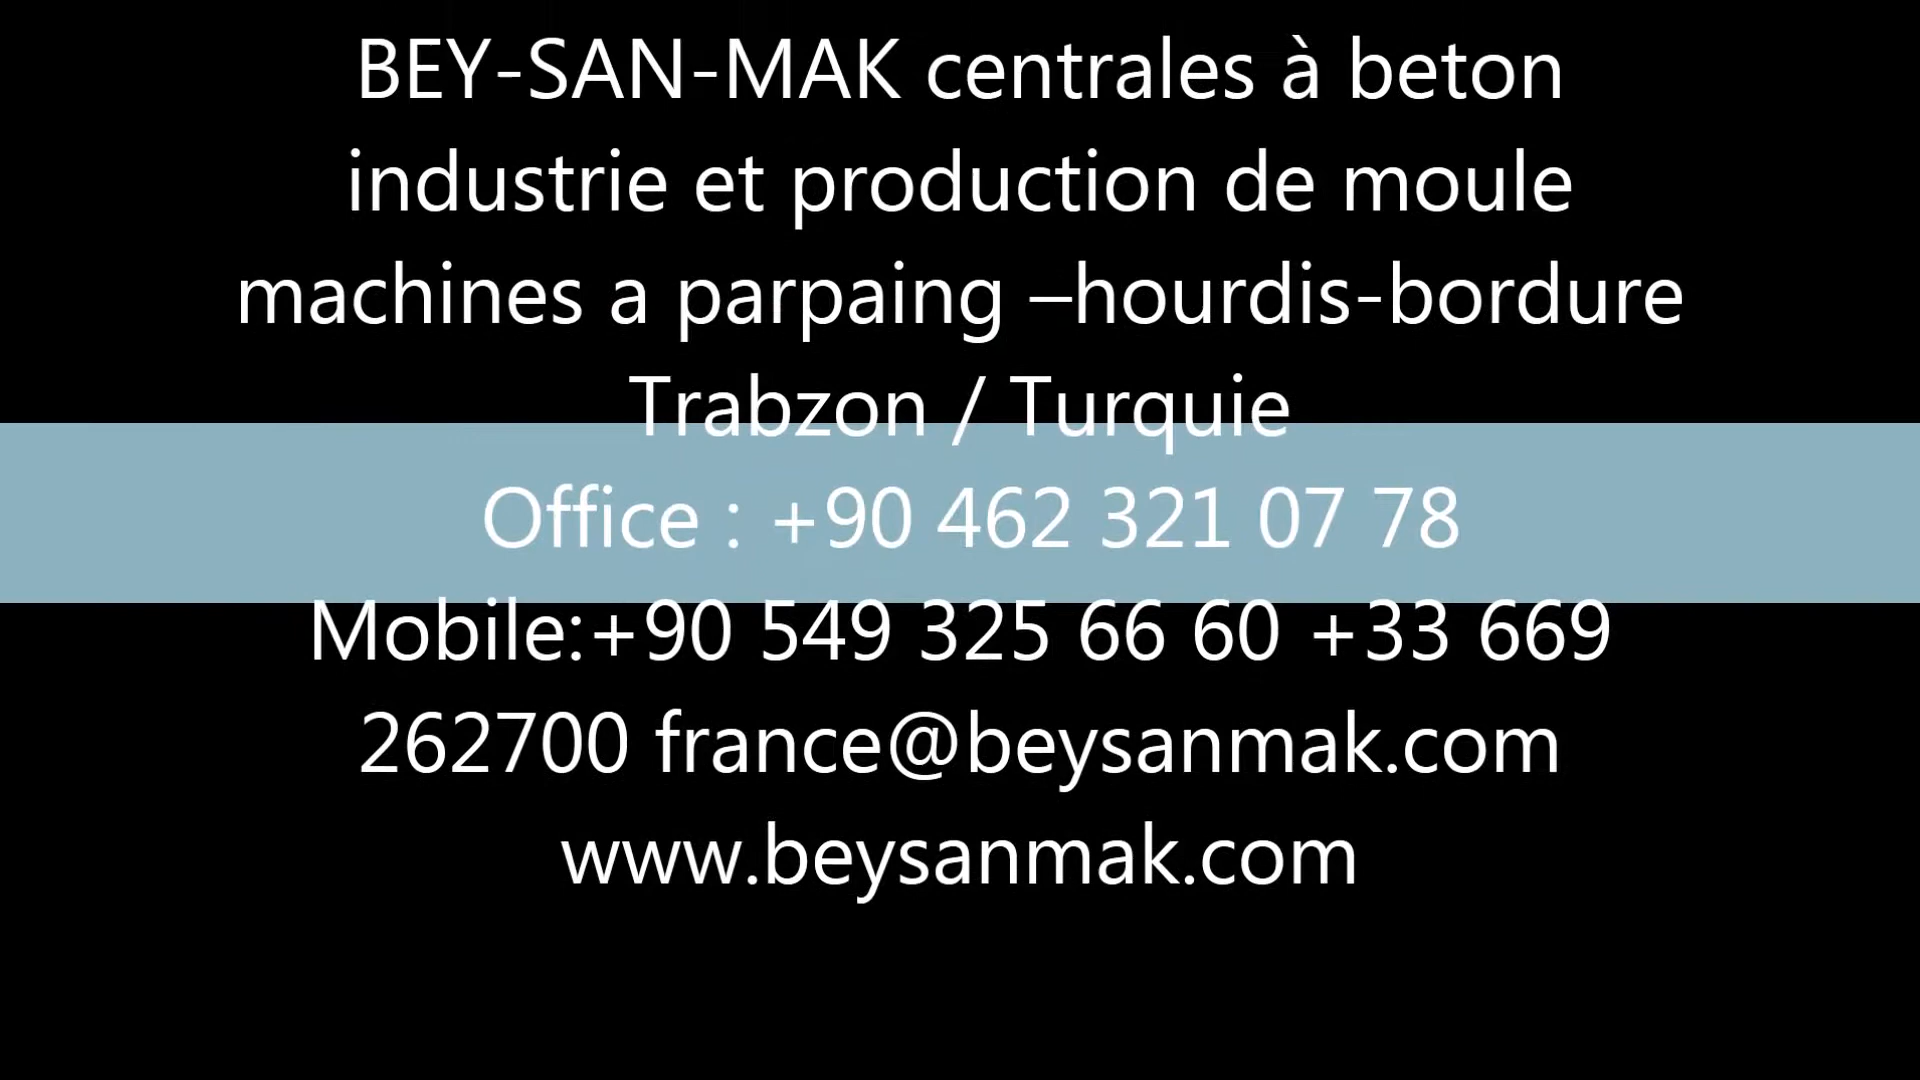 BEY-SAN-MAK centrales à beton
industrie et production de moule
machines a parpaing –hourdis-bordure
Trabzon / Turquie
Office : +90 462 321 07 78
Mobile:+90 549 325 66 60 +33 669
262700 france@beysanmak.com
www.beysanmak.com